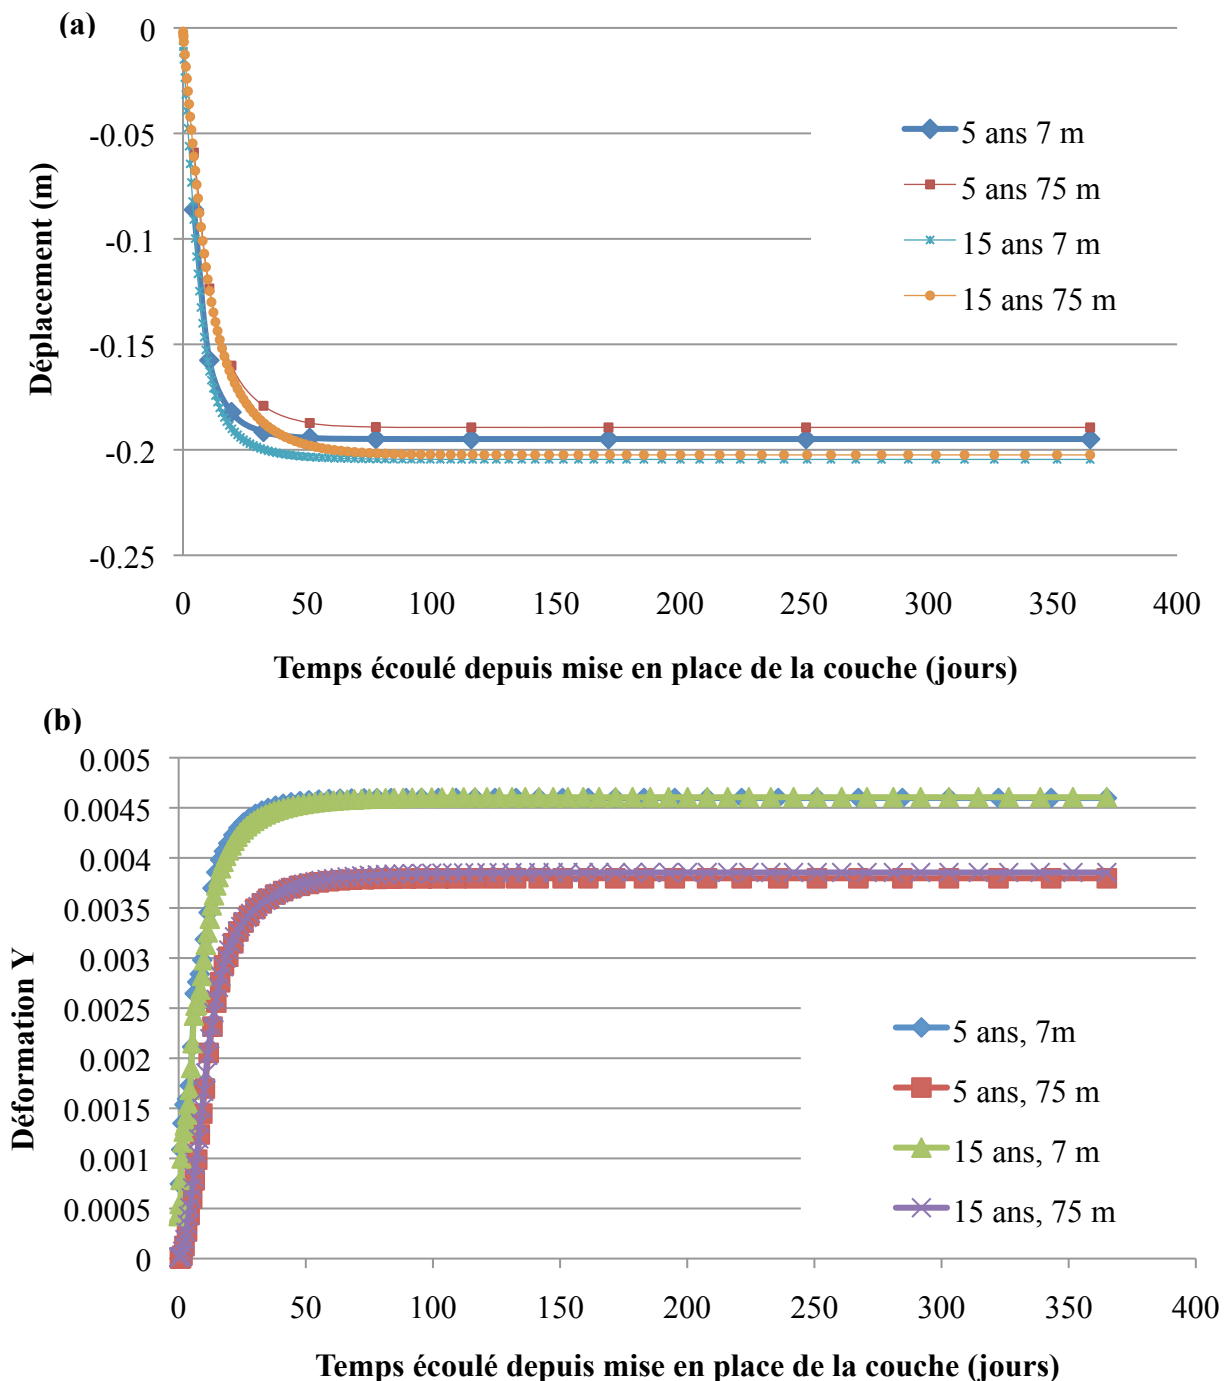 (a)
0
-0.05
-0.1
-0.15
-0.2
-0.25
Déplacement (m)
5 ans 7 m
5 ans 75 m
15 ans 7 m
15 ans 75 m
0 50 100 150 200 250 300 350 400
Temps écoulé depuis mise en place de la couche (jours)
(b)
0.005
0.0045
0.004
0.0035
0.003
0.0025
0.002
0.0015
0.001
0.0005
0
Déformation Y
5 ans, 7m
5 ans, 75 m
15 ans, 7 m
15 ans, 75 m
0 50 100 150 200 250 300 350 400
Temps écoulé depuis mise en place de la couche (jours)